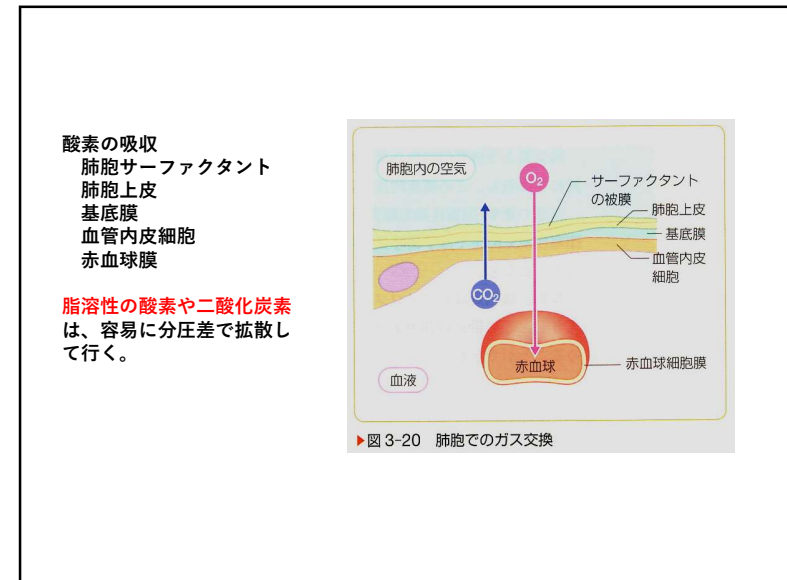 酸素の吸収
肺胞サーファクタント
肺胞上皮
基底膜
血管内皮細胞
赤血球膜
脂溶性の酸素や二酸化炭素
は、容易に分圧差で拡散し
て行く。
肺胞内の空気
O₂
サーファクタント
の被膜
肺胞上皮
基底膜
血管内皮
細胞
CO₂
赤血球
赤血球細胞膜
血液
▶図3-20 肺胞でのガス交換